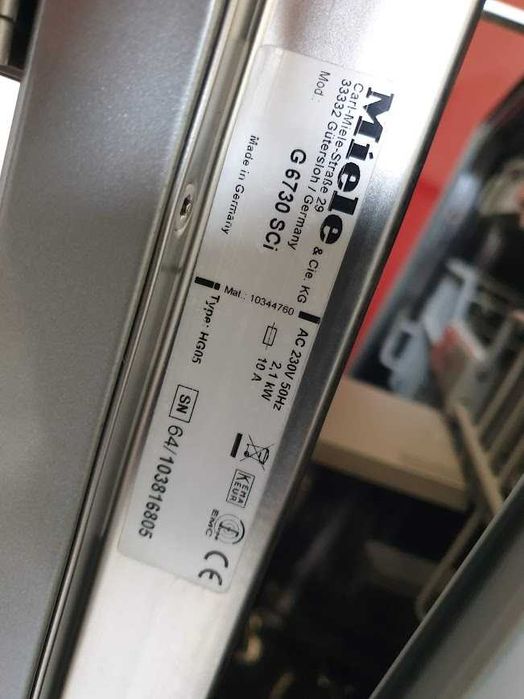 Miele & Cie. KG
Carl-Miele-Straße 29
33332 Gütersloh / Germany
Mod.: G 6730 SCi
Made in Germany
Mat.: 10344760
AC 230V 50Hz
2,1 kW
10 A
Type: HG05
SN 64/103816805
KEMA
EUR
EMC
CE